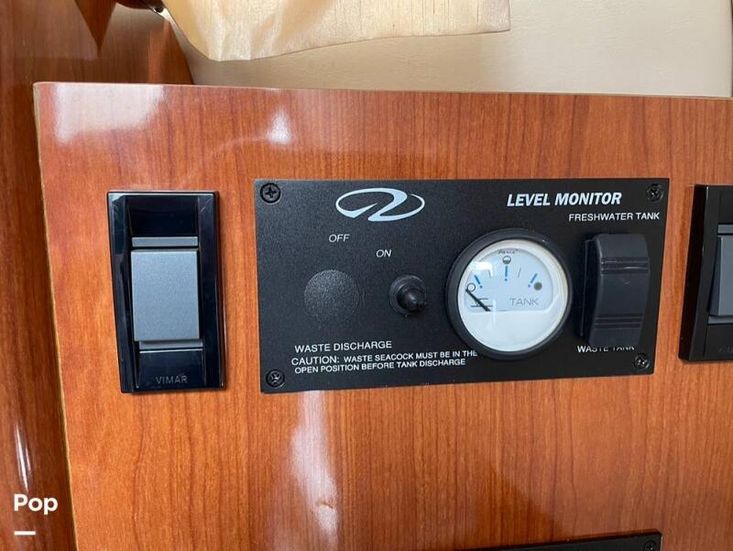 LEVEL MONITOR
FRESHWATER TANK
OFF
ON
TANK
WASTE DISCHARGE
WASTE TANK
CAUTION: WASTE SEACOCK MUST BE IN THE
OPEN POSITION BEFORE TANK DISCHARGE
VIMAR
Pop